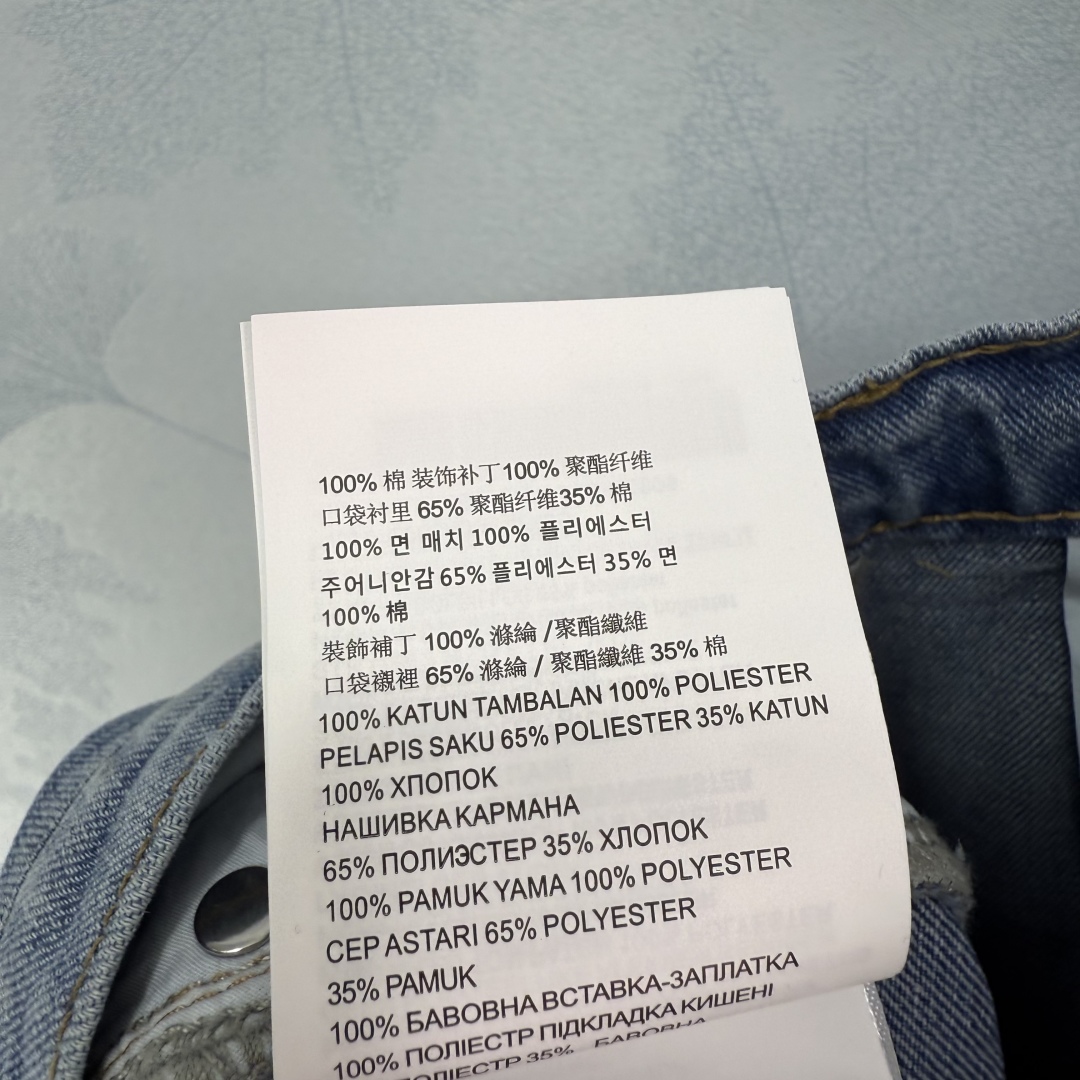 100% 棉 装饰补丁100% 聚酯纤维
口袋衬里 65% 聚酯纤维35% 棉
100% 면 매치 100% 플리에스터
주어니안감 65% 플리에스터 35% 면
100% 棉
裝飾補丁 100% 滌綸 /聚酯纖維
口袋襯裡 65% 滌綸 / 聚酯纖維 35% 棉
100% KATUN TAMBALAN 100% POLIESTER
PELAPIS SAKU 65% POLIESTER 35% KATUN
100% ХПОПОК
НАШИВКА КАРМАНА
65% ПОЛИЭСТЕР 35% ХЛОПОК
100% PAMUK YAMA 100% POLYESTER
CEP ASTARI 65% POLYESTER
35% PAMUK
100% БАВОВНА ВСТАВКА-ЗАПЛАТКА
100% ПОЛІЕСТР ПІДКЛАДКА КИШЕНІ
35% БАВОВНА